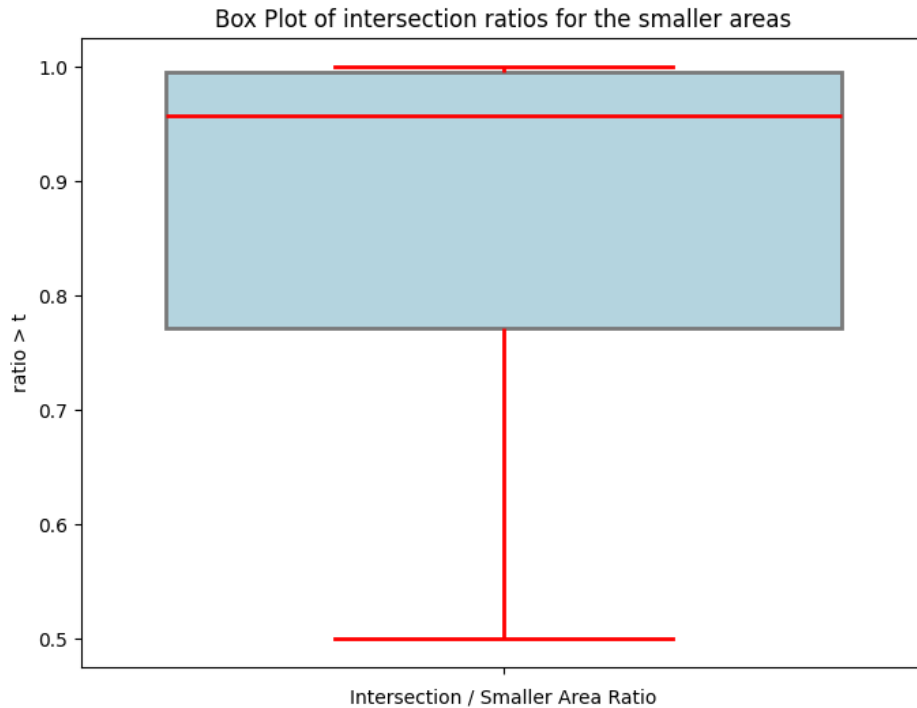 Box Plot of intersection ratios for the smaller areas
ratio > t
1.0
0.9
0.8
0.7
0.6
0.5
Intersection / Smaller Area Ratio